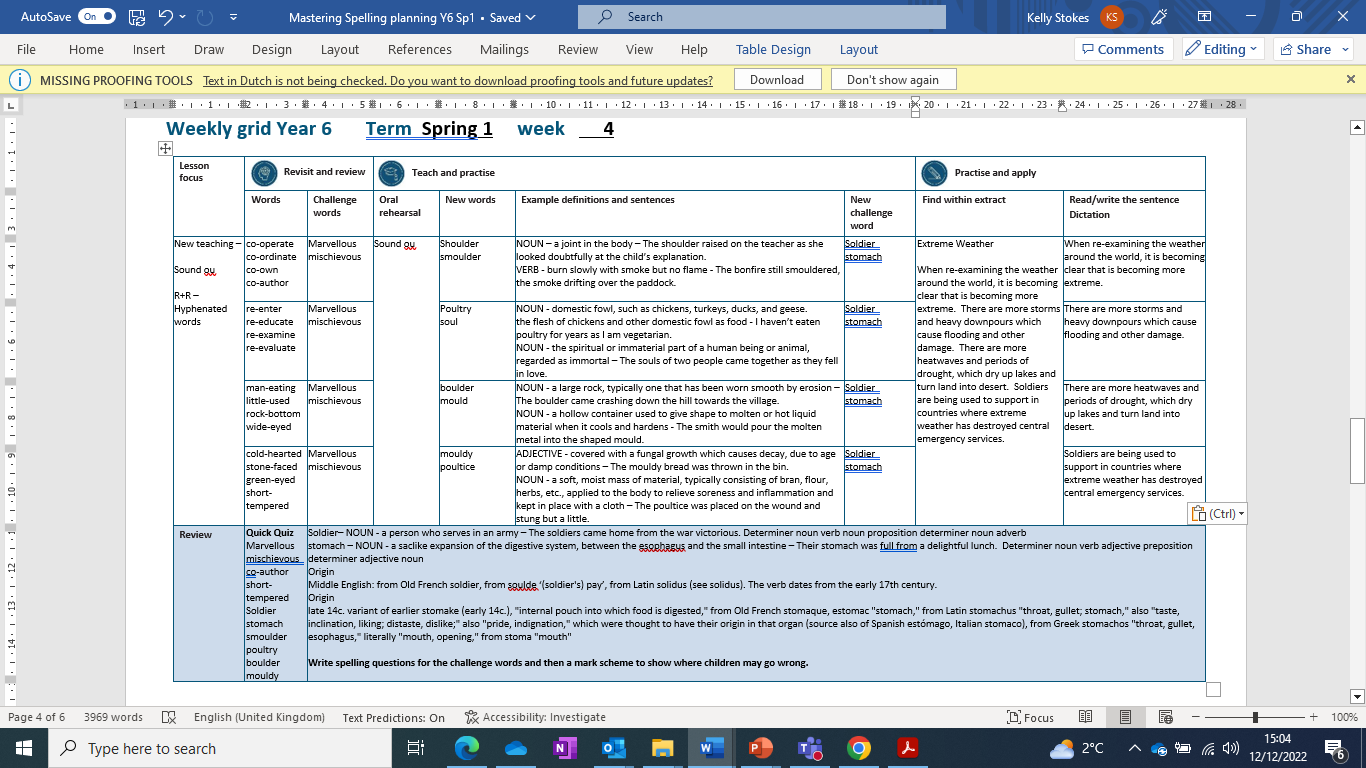 AutoSave On Mastering Spelling planning Y6 Sp1 • Saved Search Kelly Stokes KS
File Home Insert Draw Design Layout References Mailings Review View Help Table Design Layout Comments Editing Share
MISSING PROOFING TOOLS Text in Dutch is not being checked. Do you want to download proofing tools and future updates? Download Don't show again
Weekly grid Year 6 Term Spring 1 week 4
Lesson focus
Revisit and review
Teach and practise
Practise and apply
Words
Challenge words
Oral rehearsal
New words
Example definitions and sentences
New challenge word
Find within extract
Read/write the sentence
Dictation
New teaching –
Sound ou
R+R –
Hyphenated
words
co-operate
co-ordinate
co-own
co-author
Marvellous
mischievous
Sound ou
Shoulder
smoulder
NOUN – a joint in the body – The shoulder raised on the teacher as she
looked doubtfully at the child's explanation.
VERB - burn slowly with smoke but no flame - The bonfire still smouldered,
the smoke drifting over the paddock.
Soldier
stomach
Extreme Weather
When re-examining the weather
around the world, it is becoming
clear that is becoming more
extreme. There are more storms
and heavy downpours which
cause flooding and other
damage. There are more
heatwaves and periods of
drought, which dry up lakes and
turn land into desert. Soldiers
are being used to support in
countries where extreme
weather has destroyed central
emergency services.
When re-examining the weather
around the world, it is becoming
clear that is becoming more
extreme.
re-enter
re-educate
re-examine
re-evaluate
Marvellous
mischievous
Poultry
soul
NOUN - domestic fowl, such as chickens, turkeys, ducks, and geese.
the flesh of chickens and other domestic fowl as food - I haven't eaten
poultry for years as I am vegetarian.
NOUN - the spiritual or immaterial part of a human being or animal,
regarded as immortal – The souls of two people came together as they fell
in love.
Soldier
stomach
There are more storms and
heavy downpours which cause
flooding and other damage.
man-eating
little-used
rock-bottom
wide-eyed
Marvellous
mischievous
boulder
mould
NOUN - a large rock, typically one that has been worn smooth by erosion –
The boulder came crashing down the hill towards the village.
NOUN - a hollow container used to give shape to molten or hot liquid
material when it cools and hardens - The smith would pour the molten
metal into the shaped mould.
Soldier
stomach
There are more heatwaves and
periods of drought, which dry
up lakes and turn land into
desert.
cold-hearted
stone-faced
green-eyed
short-
tempered
Marvellous
mischievous
mouldy
poultice
ADJECTIVE - covered with a fungal growth which causes decay, due to age
or damp conditions – The mouldy bread was thrown in the bin.
NOUN - a soft, moist mass of material, typically consisting of bran, flour,
herbs, etc., applied to the body to relieve soreness and inflammation and
kept in place with a cloth – The poultice was placed on the wound and
stung but a little.
Soldier
stomach
Soldiers are being used to
support in countries where
extreme weather has destroyed
central emergency services.
(Ctrl)
Review
Quick Quiz
Marvellous
mischievous
co-author
short-
tempered
Soldier
stomach
smoulder
poultry
boulder
mouldy
Soldier– NOUN - a person who serves in an army – The soldiers came home from the war victorious. Determiner noun verb noun proposition determiner noun adverb
stomach – NOUN - a saclike expansion of the digestive system, between the esophagus and the small intestine – Their stomach was full from a delightful lunch. Determiner noun verb adjective preposition
determiner adjective noun
Origin
Middle English: from Old French soldier, from soulde '(soldier's) pay', from Latin solidus (see solidus). The verb dates from the early 17th century.
Origin
late 14c. variant of earlier stomake (early 14c.), "internal pouch into which food is digested," from Old French stomaque, estomac "stomach," from Latin stomachus "throat, gullet; stomach," also "taste,
inclination, liking; distaste, dislike;" also "pride, indignation," which were thought to have their origin in that organ (source also of Spanish estómago, Italian stomaco), from Greek stomachos "throat, gullet,
esophagus," literally "mouth, opening," from stoma "mouth"
Write spelling questions for the challenge words and then a mark scheme to show where children may go wrong.
Page 4 of 6 3969 words English (United Kingdom) Text Predictions: On Accessibility: Investigate Focus 100%
Type here to search 2°C 15:04
12/12/2022 6